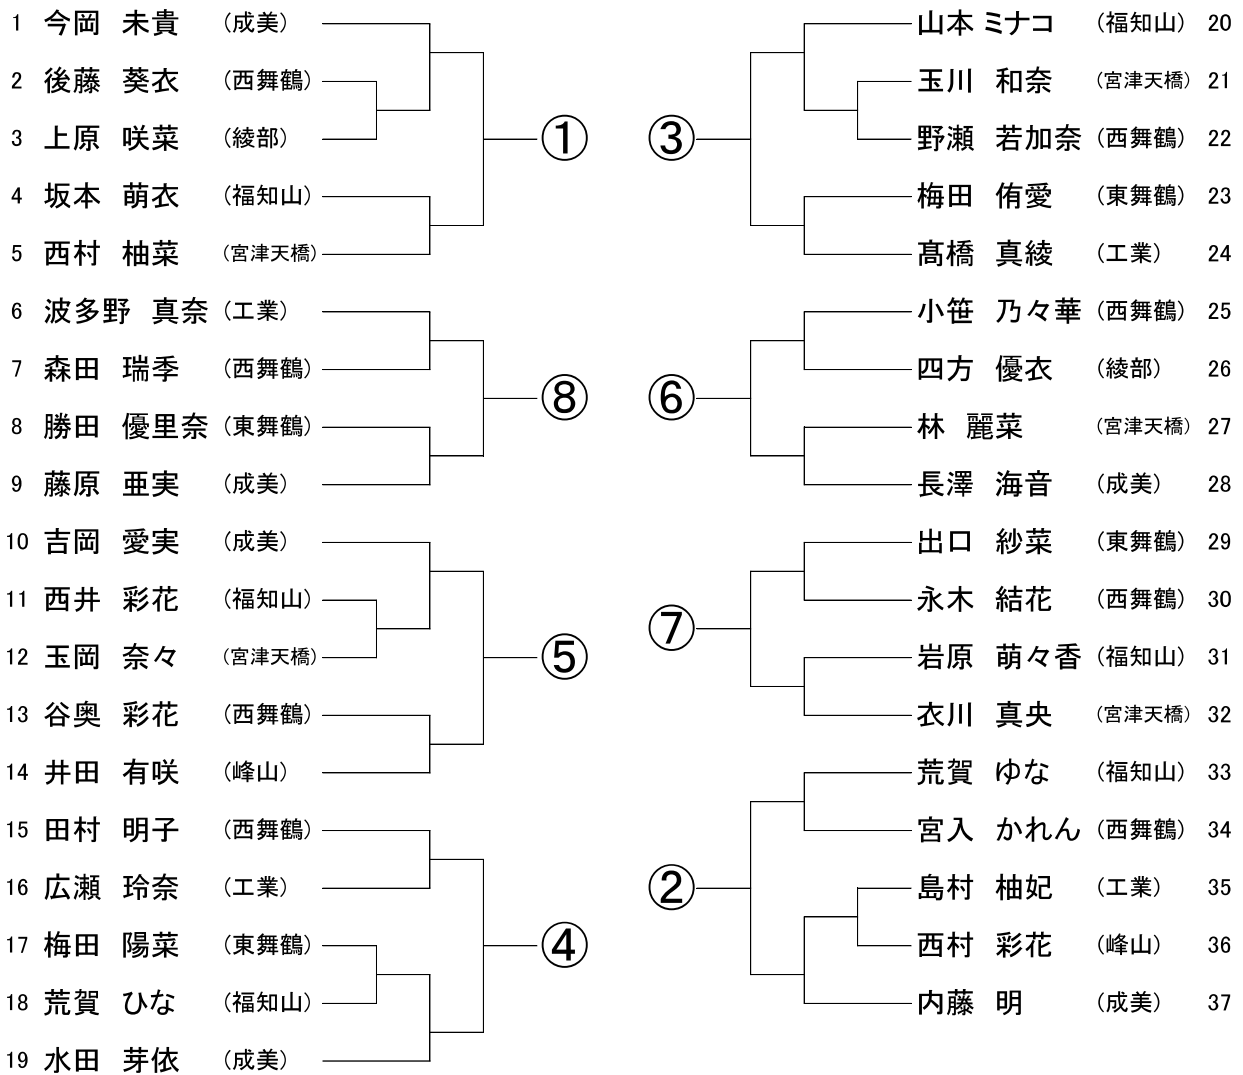 1 今岡 未貴 (成美)
2 後藤 葵衣 (西舞鶴)
3 上原 咲菜 (綾部)
①
4 坂本 萌衣 (福知山)
5 西村 柚菜 (宮津天橋)
6 波多野 真奈 (工業)
7 森田 瑞季 (西舞鶴)
⑧
8 勝田 優里奈 (東舞鶴)
9 藤原 亜実 (成美)
10 吉岡 愛実 (成美)
11 西井 彩花 (福知山)
12 玉岡 奈々 (宮津天橋)
⑤
13 谷奥 彩花 (西舞鶴)
14 井田 有咲 (峰山)
15 田村 明子 (西舞鶴)
16 広瀬 玲奈 (工業)
17 梅田 陽菜 (東舞鶴)
④
18 荒賀 ひな (福知山)
19 水田 芽依 (成美)
山本 ミナコ (福知山) 20
玉川 和奈 (宮津天橋) 21
③
野瀬 若加奈 (西舞鶴) 22
梅田 侑愛 (東舞鶴) 23
髙橋 真綾 (工業) 24
小笹 乃々華 (西舞鶴) 25
四方 優衣 (綾部) 26
⑥
林 麗菜 (宮津天橋) 27
長澤 海音 (成美) 28
出口 紗菜 (東舞鶴) 29
永木 結花 (西舞鶴) 30
⑦
岩原 萌々香 (福知山) 31
衣川 真央 (宮津天橋) 32
荒賀 ゆな (福知山) 33
宮入 かれん (西舞鶴) 34
②
島村 柚妃 (工業) 35
西村 彩花 (峰山) 36
内藤 明 (成美) 37